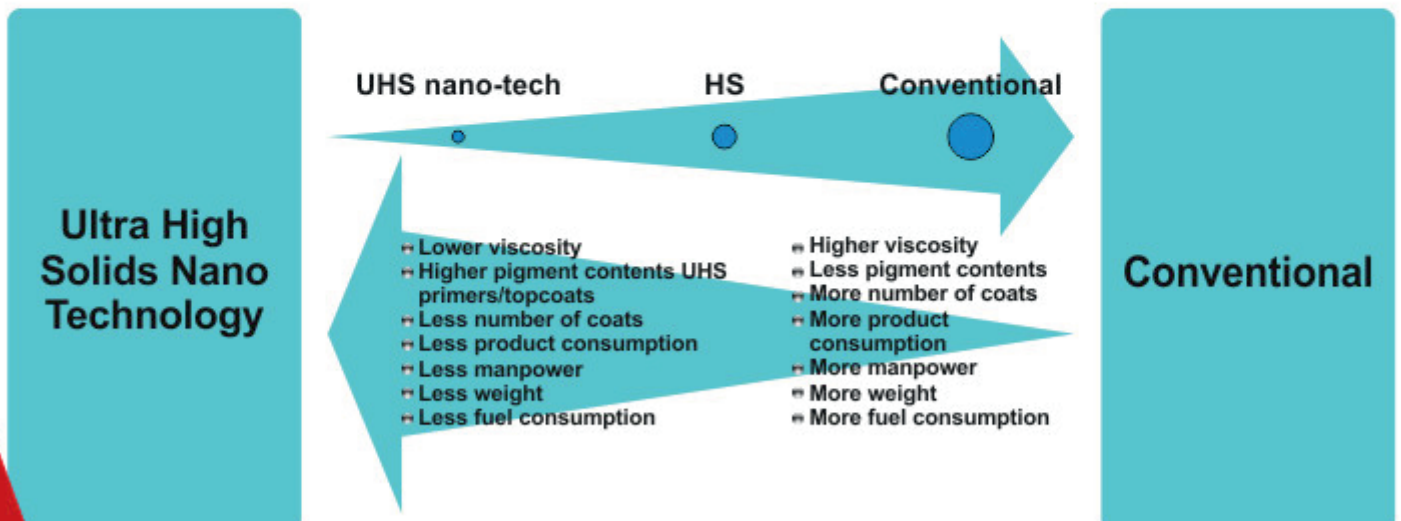 UHS nano-tech
HS
Conventional
Ultra High
Solids Nano
Technology
Lower viscosity
Higher pigment contents UHS
primers/topcoats
Less number of coats
Less product consumption
Less manpower
Less weight
Less fuel consumption
Higher viscosity
Less pigment contents
More number of coats
More product
consumption
More manpower
More weight
More fuel consumption
Conventional